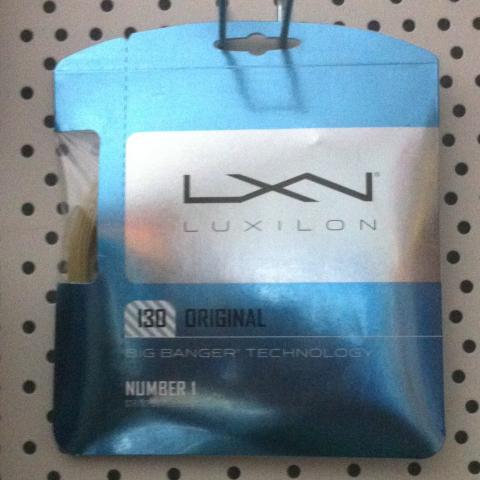 LXN
LUXILON
130 ORIGINAL
BIG BANGER TECHNOLOGY
NUMBER 1